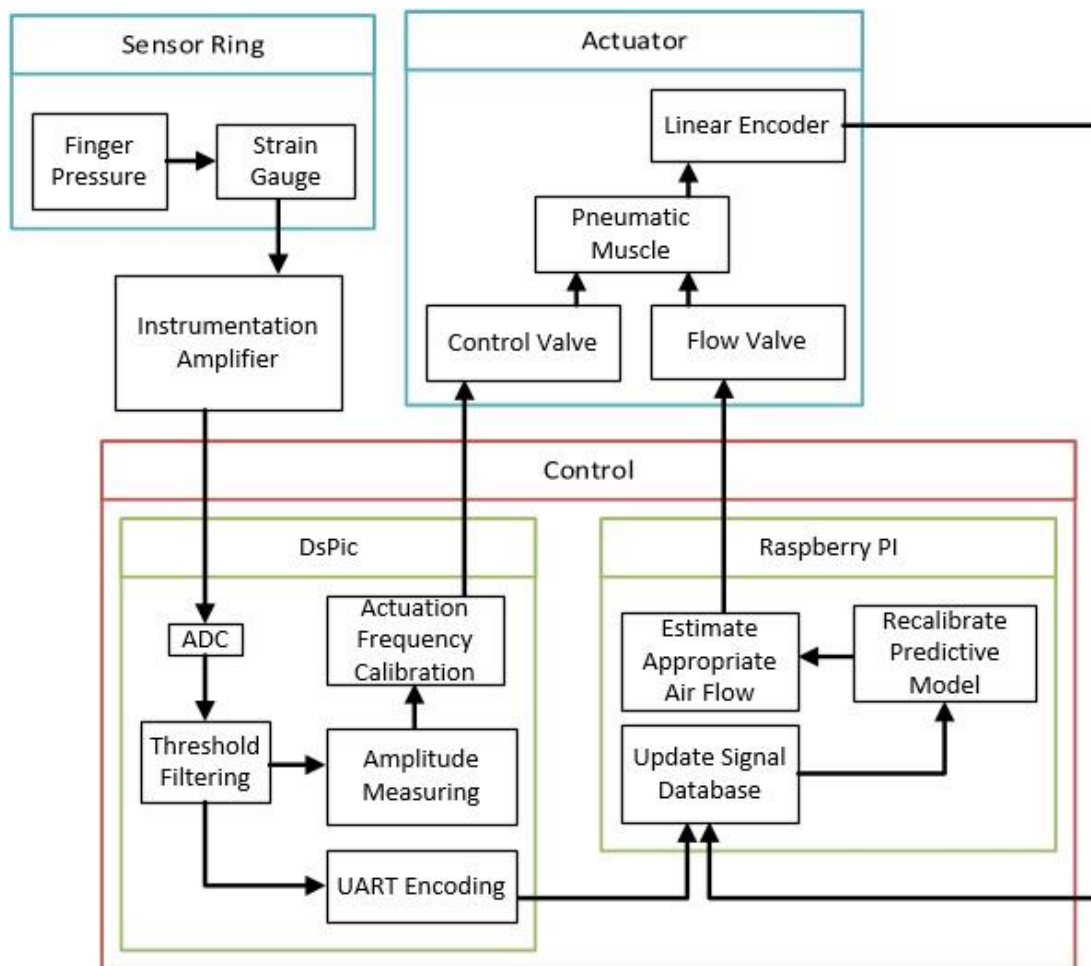 Sensor Ring
Finger
Pressure
Strain
Gauge
Instrumentation
Amplifier
Actuator
Linear Encoder
Pneumatic
Muscle
Control Valve
Flow Valve
Control
DsPic
ADC
Threshold
Filtering
Actuation
Frequency
Calibration
Amplitude
Measuring
UART Encoding
Raspberry PI
Estimate
Appropriate
Air Flow
Recalibrate
Predictive
Model
Update Signal
Database